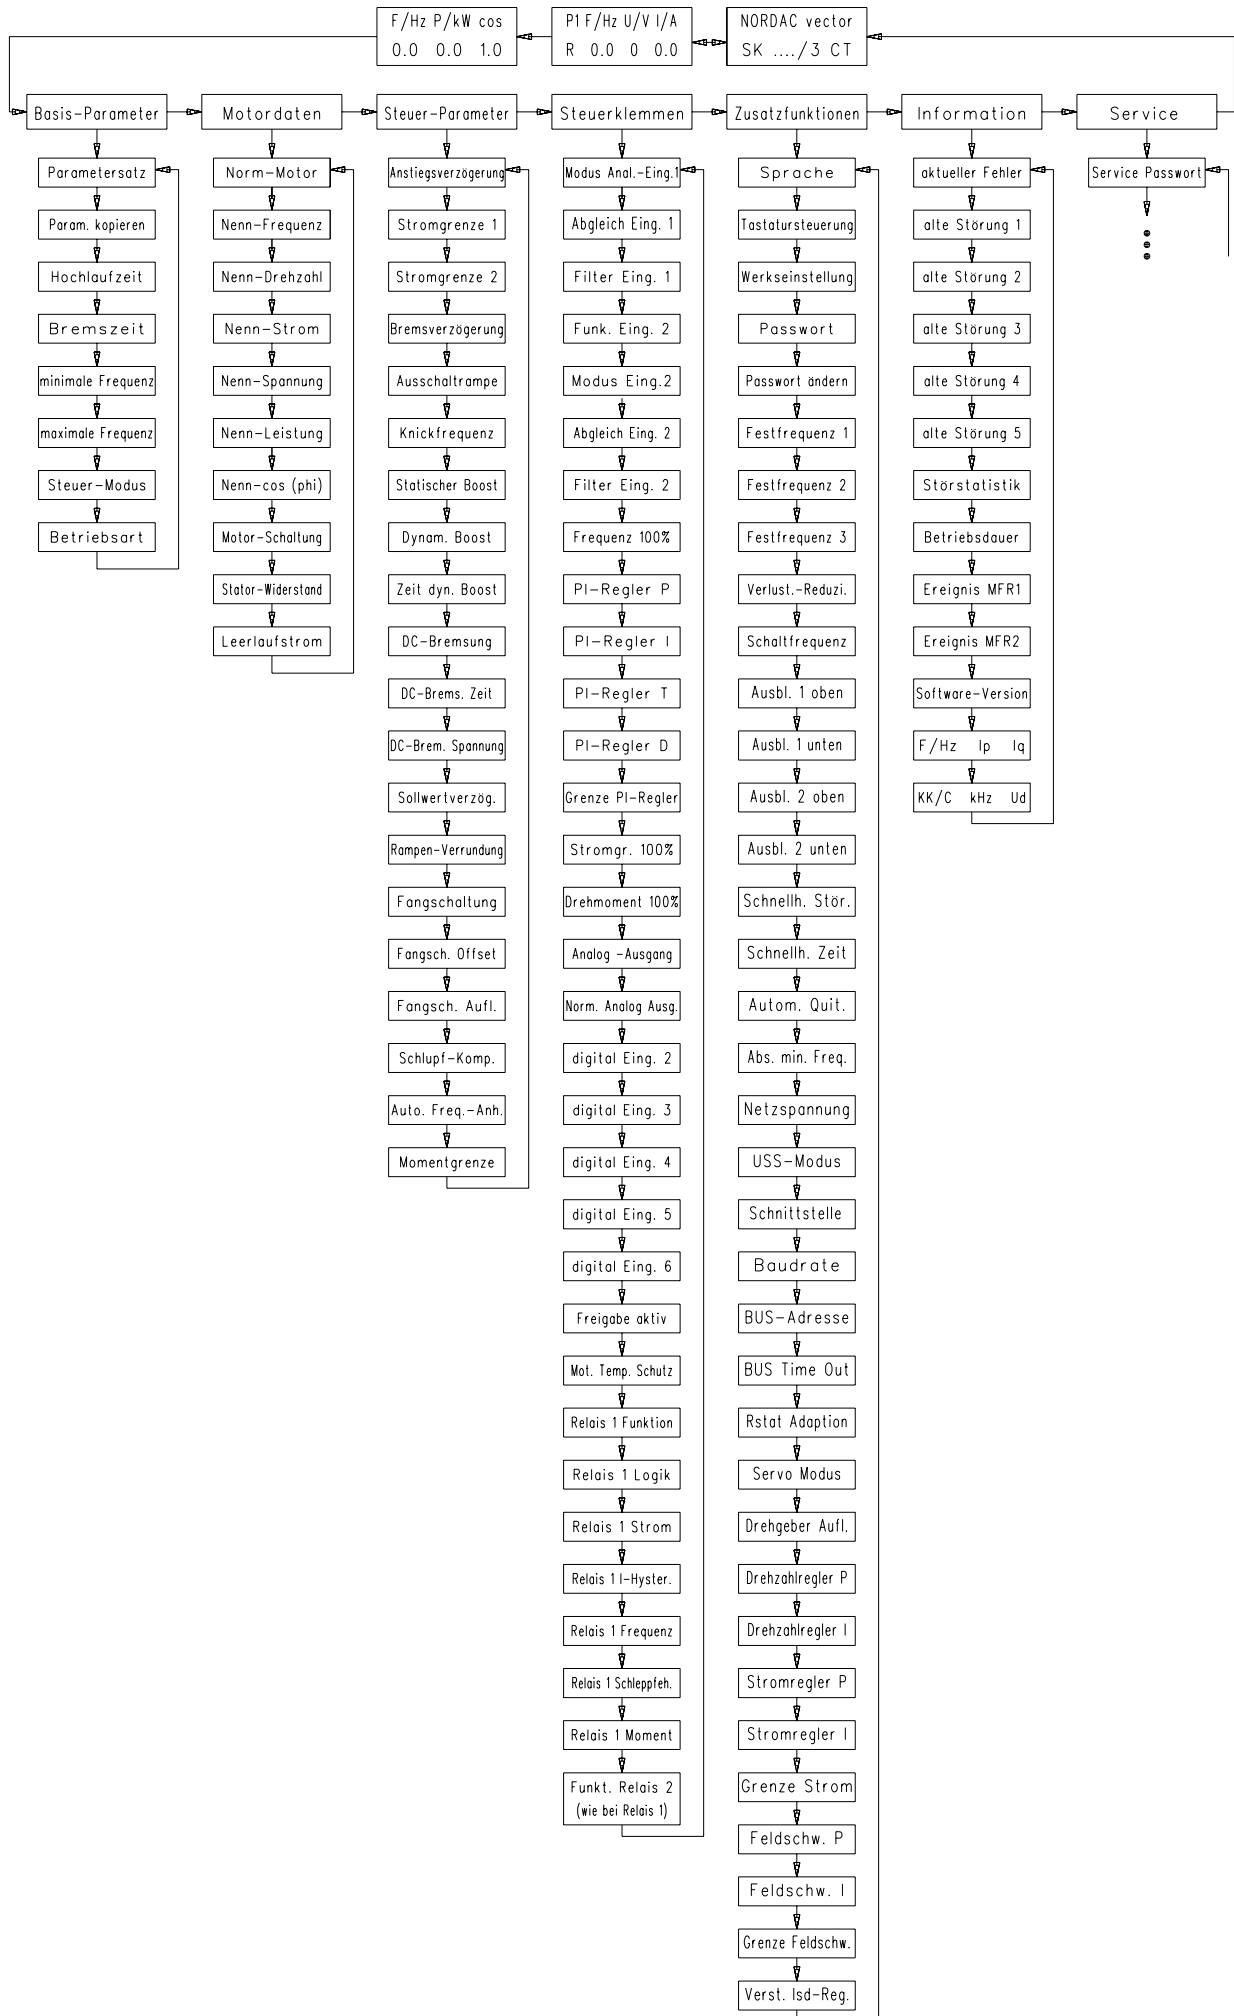 F/Hz P/kW cos
0.0 0.0 1.0
P1 F/Hz U/V I/A
R 0.0 0 0.0
NORDAC vector
SK ..../3 CT
Basis-Parameter
Motordaten
Steuer-Parameter
Steuerklemmen
Zusatzfunktionen
Information
Service
Parametersatz
Param. kopieren
Hochlaufzeit
Bremszeit
minimale Frequenz
maximale Frequenz
Steuer-Modus
Betriebsart
Norm-Motor
Nenn-Frequenz
Nenn-Drehzahl
Nenn-Strom
Nenn-Spannung
Nenn-Leistung
Nenn-cos (phi)
Motor-Schaltung
Stator-Widerstand
Leerlaufstrom
Anstiegsverzögerung
Stromgrenze 1
Stromgrenze 2
Bremsverzögerung
Ausschaltrampe
Knickfrequenz
Statischer Boost
Dynam. Boost
Zeit dyn. Boost
DC-Bremsung
DC-Brems. Zeit
DC-Brem. Spannung
Sollwertverzög.
Rampen-Verrundung
Fangschaltung
Fangsch. Offset
Fangsch. Aufl.
Schlupf-Komp.
Auto. Freq.-Anh.
Momentgrenze
Modus Anal.-Eing.1
Abgleich Eing. 1
Filter Eing. 1
Funk. Eing. 2
Modus Eing.2
Abgleich Eing. 2
Filter Eing. 2
Frequenz 100%
PI-Regler P
PI-Regler I
PI-Regler T
PI-Regler D
Grenze PI-Regler
Stromgr. 100%
Drehmoment 100%
Analog -Ausgang
Norm. Analog Ausg.
digital Eing. 2
digital Eing. 3
digital Eing. 4
digital Eing. 5
digital Eing. 6
Freigabe aktiv
Mot. Temp. Schutz
Relais 1 Funktion
Relais 1 Logik
Relais 1 Strom
Relais 1 I-Hyster.
Relais 1 Frequenz
Relais 1 Schleppfeh.
Relais 1 Moment
Funkt. Relais 2
(wie bei Relais 1)
Sprache
Tastatursteuerung
Werkseinstellung
Passwort
Passwort ändern
Festfrequenz 1
Festfrequenz 2
Festfrequenz 3
Verlust.-Reduzi.
Schaltfrequenz
Ausbl. 1 oben
Ausbl. 1 unten
Ausbl. 2 oben
Ausbl. 2 unten
Schnellh. Stör.
Schnellh. Zeit
Autom. Quit.
Abs. min. Freq.
Netzspannung
USS-Modus
Schnittstelle
Baudrate
BUS-Adresse
BUS Time Out
Rstat Adaption
Servo Modus
Drehgeber Aufl.
Drehzahlregler P
Drehzahlregler I
Stromregler P
Stromregler I
Grenze Strom
Feldschw. P
Feldschw. I
Grenze Feldschw.
Verst. Isd-Reg.
aktueller Fehler
alte Störung 1
alte Störung 2
alte Störung 3
alte Störung 4
alte Störung 5
Störstatistik
Betriebsdauer
Ereignis MFR1
Ereignis MFR2
Software-Version
F/Hz Ip Iq
KK/C kHz Ud
Service Passwort